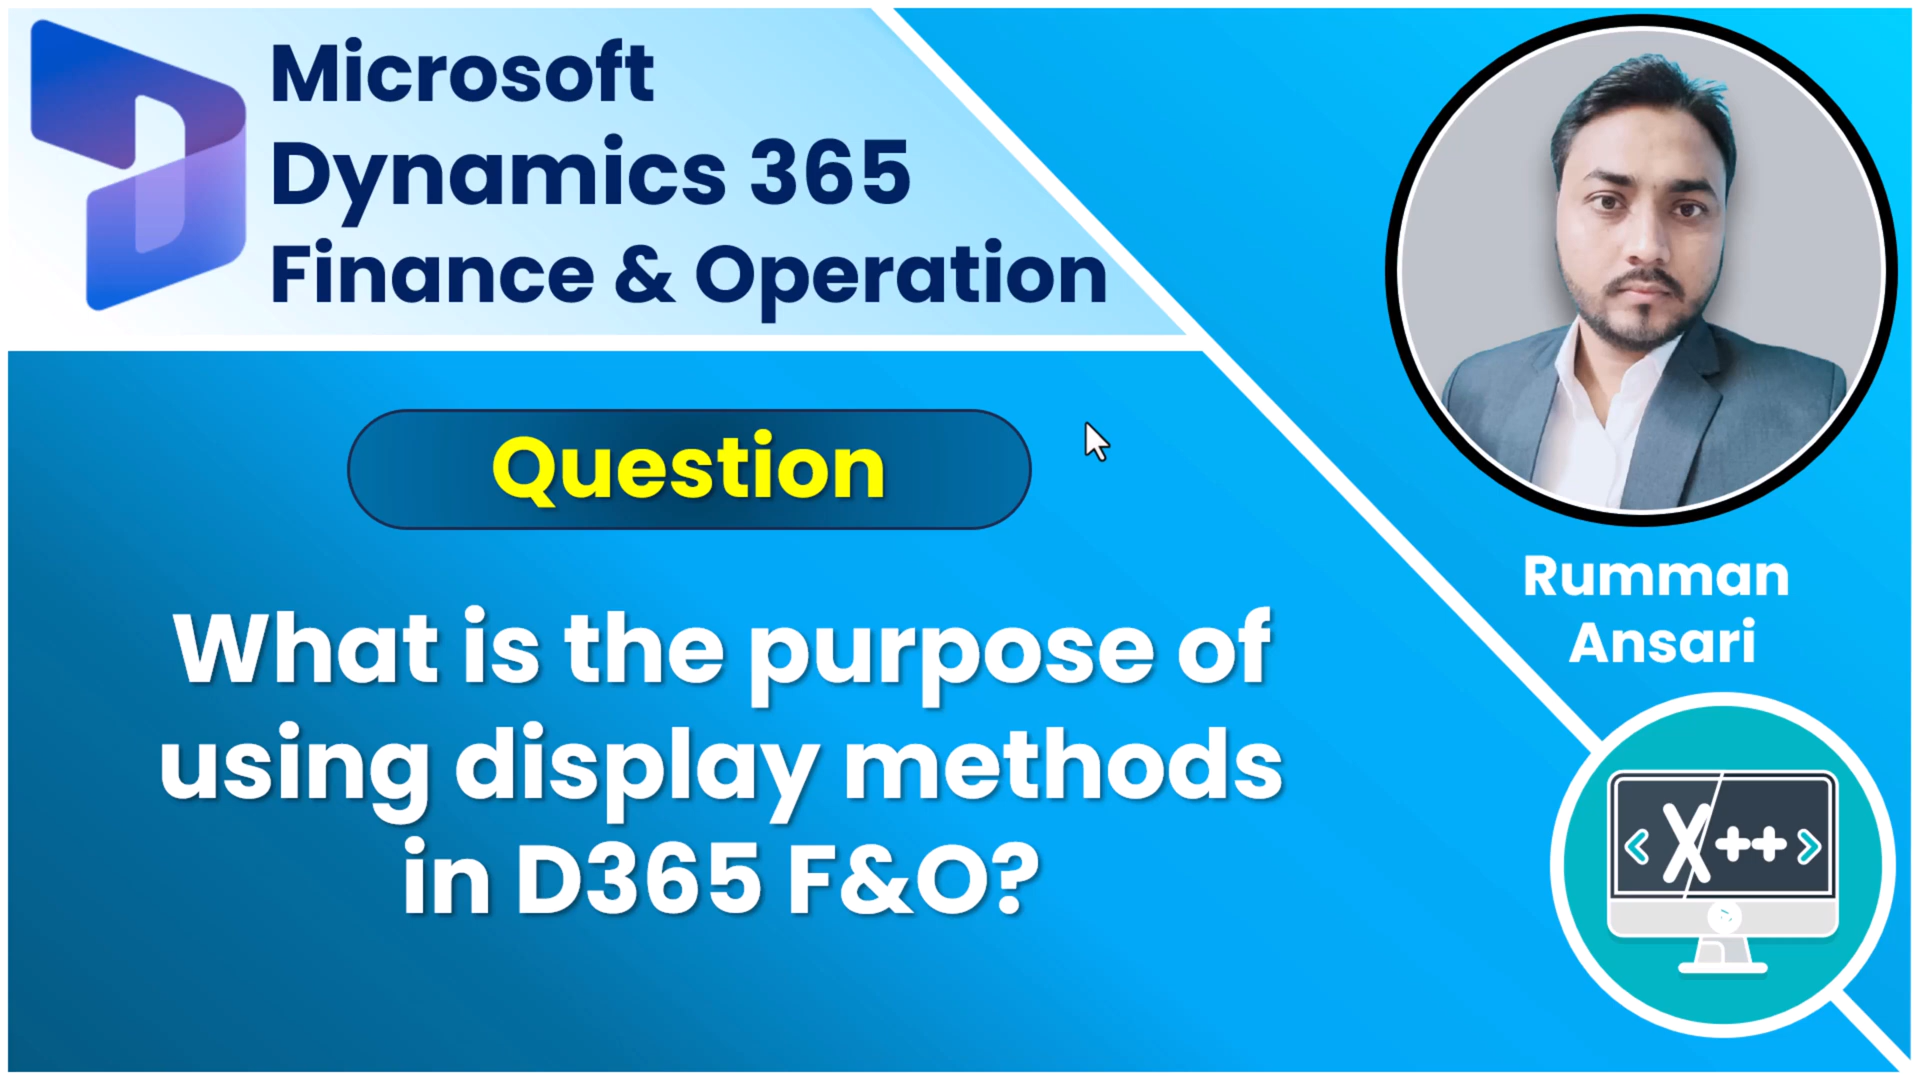 Microsoft
Dynamics 365
Finance & Operation
Question
What is the purpose of
using display methods
in D365 F&O?
Rumman
Ansari
<X++>